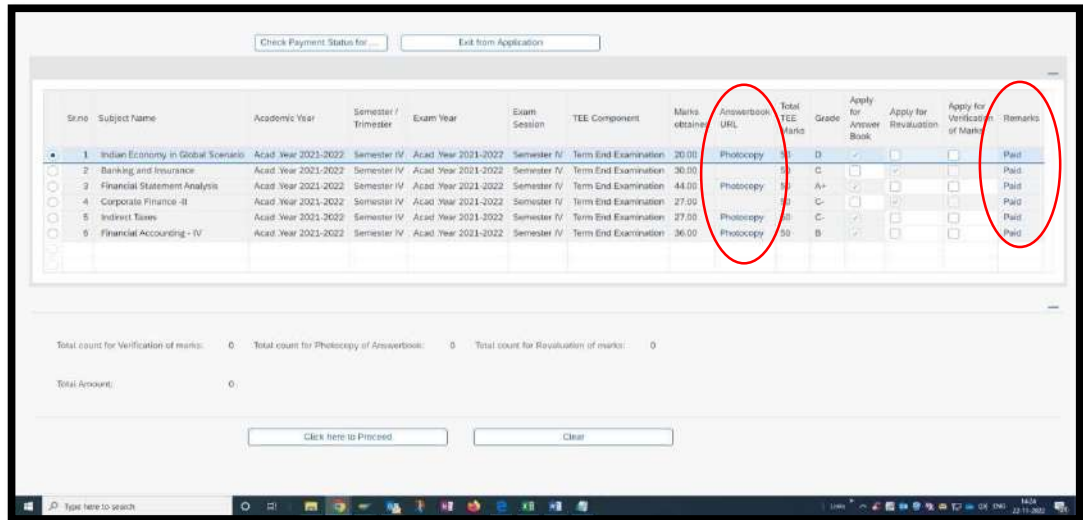 Check Payment Status for ... Exit from Application
Sr.no Subject Name Academic Year Semester / Trimester Exam Year Exam Session TEE Component Marks obtained Answerbook URL Total TEE Marks Grade Apply for Answer Book Apply for Revaluation Apply for Verification of Marks Remarks
1 Indian Economy in Global Scenario Acad .Year 2021-2022 Semester IV Acad .Year 2021-2022 Semester IV Term End Examination 20.00 Photocopy 50 D Paid
2 Banking and Insurance Acad .Year 2021-2022 Semester IV Acad .Year 2021-2022 Semester IV Term End Examination 30.00 50 C Paid
3 Financial Statement Analysis Acad .Year 2021-2022 Semester IV Acad .Year 2021-2022 Semester IV Term End Examination 44.00 Photocopy 50 A+ Paid
4 Corporate Finance -II Acad .Year 2021-2022 Semester IV Acad .Year 2021-2022 Semester IV Term End Examination 27.00 50 C- Paid
5 Indirect Taxes Acad .Year 2021-2022 Semester IV Acad .Year 2021-2022 Semester IV Term End Examination 27.00 Photocopy 50 C- Paid
6 Financial Accounting - IV Acad .Year 2021-2022 Semester IV Acad .Year 2021-2022 Semester IV Term End Examination 36.00 Photocopy 50 B Paid
Total count for Verification of marks: 0 Total count for Photocopy of Answerbook: 0 Total count for Revaluation of marks: 0
Total Amount: 0
Click here to Proceed Clear
Type here to search Links ENG 14:24
22-11-2022